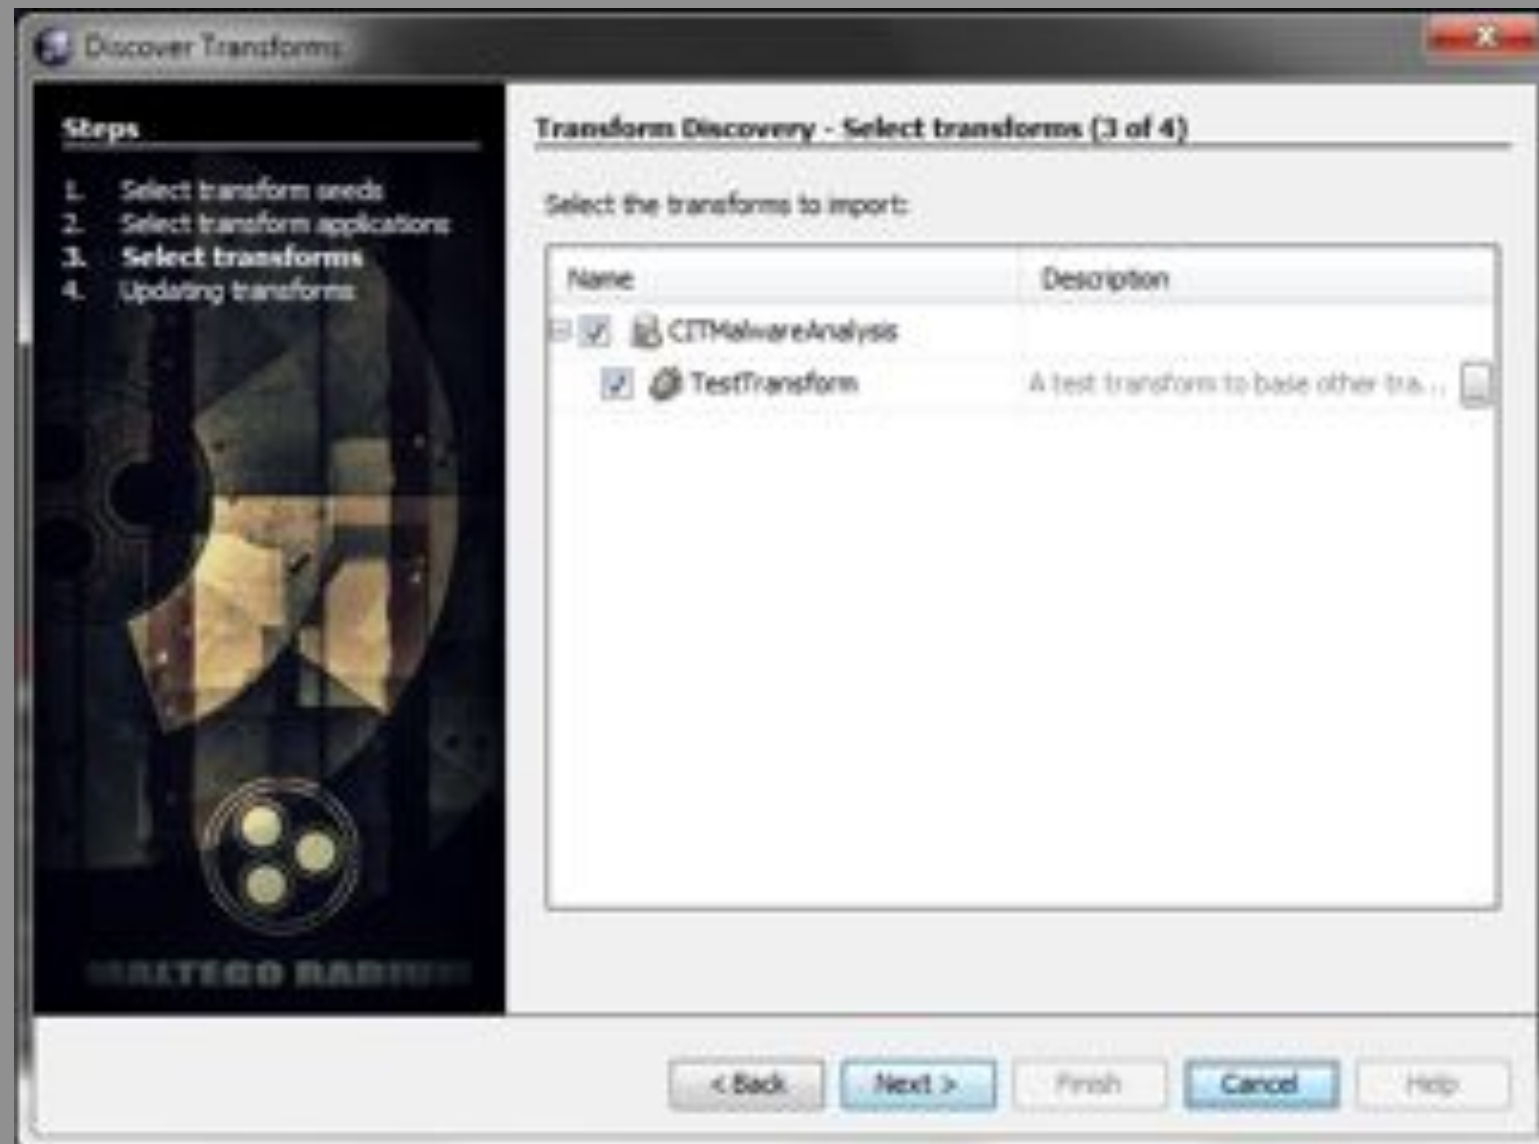 Discover Transforms
Steps
1. Select transform seeds
2. Select transform applications
3. Select transforms
4. Updating transforms
Transform Discovery - Select transforms (3 of 4)
Select the transforms to import:
Name Description
CITMalwareAnalysis
TestTransform A test transform to base other tra... ...
MALTEGO RADIUM
< Back Next > Finish Cancel Help